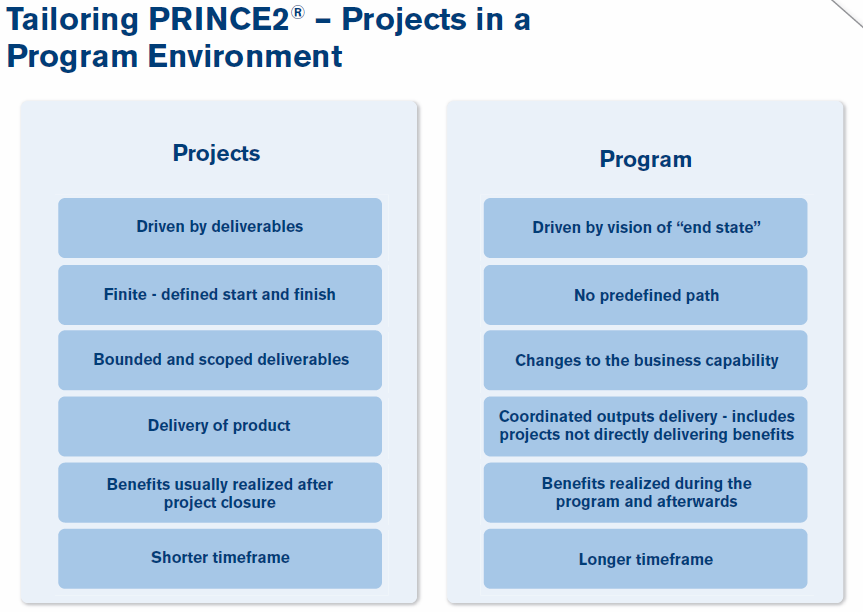 Tailoring PRINCE2® – Projects in a
Program Environment
Projects
Driven by deliverables
Finite - defined start and finish
Bounded and scoped deliverables
Delivery of product
Benefits usually realized after
project closure
Shorter timeframe
Program
Driven by vision of “end state”
No predefined path
Changes to the business capability
Coordinated outputs delivery - includes
projects not directly delivering benefits
Benefits realized during the
program and afterwards
Longer timeframe